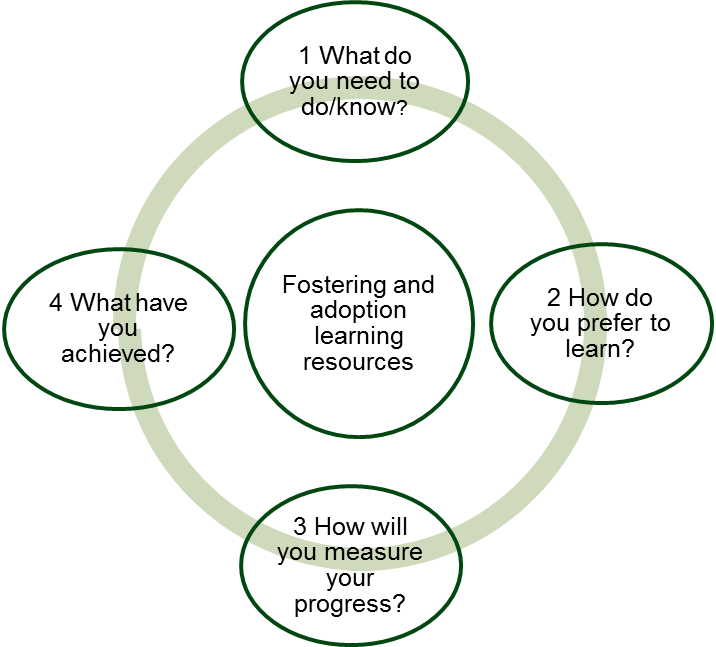 1 What do
you need to
do/know?
Fostering and
adoption
learning
resources
2 How do
you prefer to
learn?
3 How will
you measure
your
progress?
4 What have
you
achieved?